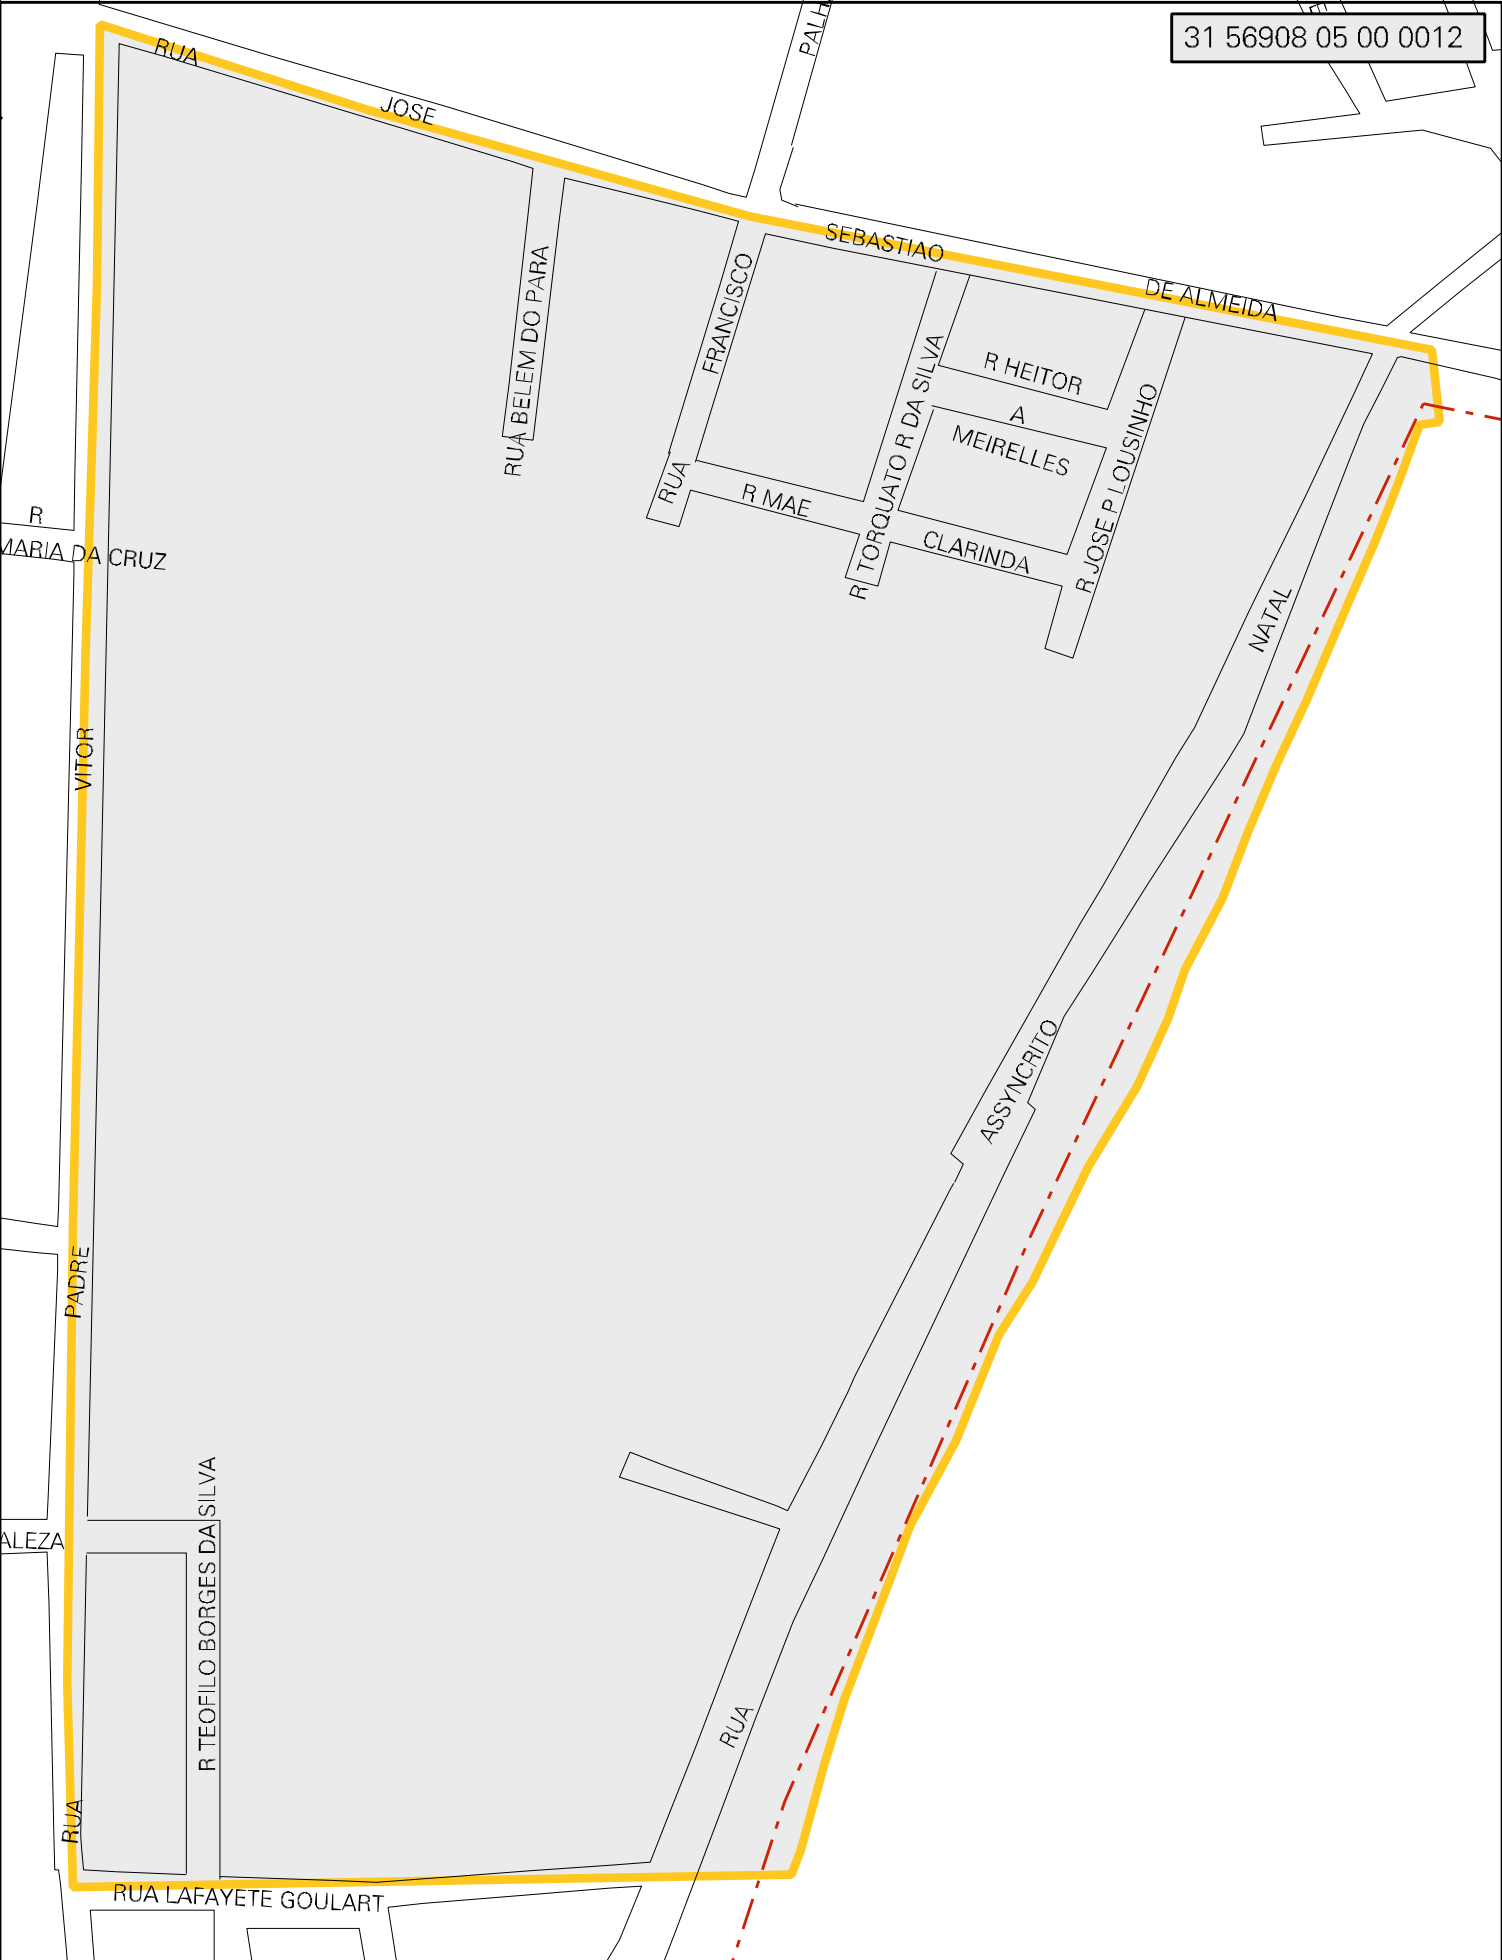 31 56908 05 00 0012
RUA
JOSE
SEBASTIAO
DE ALMEIDA
RUA BELEM DO PARA
FRANCISCO
RUA
R HEITOR
A
MEIRELLES
R TORQUATO R DA SILVA
R JOSE P LOUSINHO
R MAE
CLARINDA
R
MARIA DA CRUZ
NATAL
VITOR
ASSYNCRITO
PADRE
R TEOFILO BORGES DA SILVA
RUA
RUA
RUA LAFAYETE GOULART